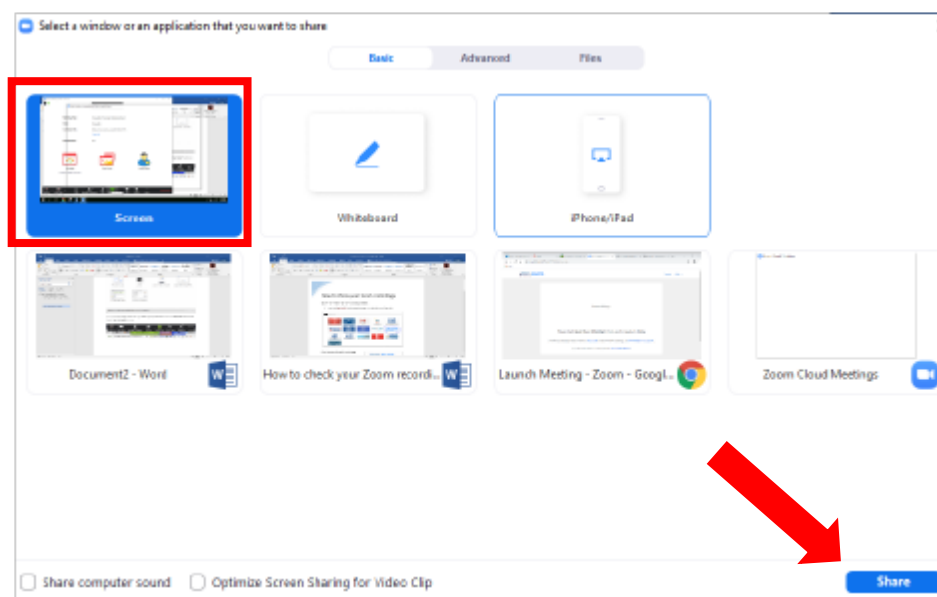 Select a window or an application that you want to share
Basic Advanced Files
Screen Whiteboard iPhone/iPad
Document2 - Word How to check your Zoom recordi... Launch Meeting - Zoom - Googl... Zoom Cloud Meetings
Share computer sound Optimize Screen Sharing for Video Clip Share